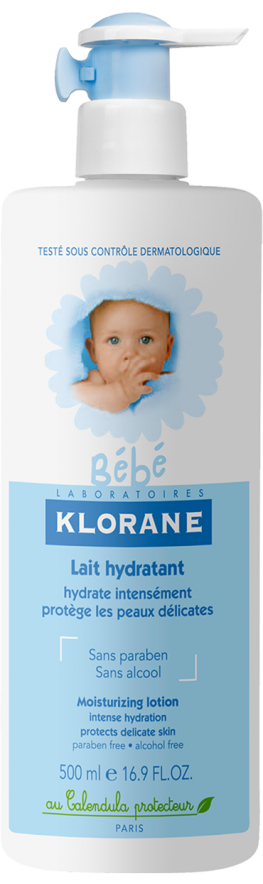 TESTÉ SOUS CONTRÔLE DERMATOLOGIQUE
Bébé
LABORATOIRES
KLORANE
Lait hydratant
hydrate intensément
protège les peaux délicates
Sans paraben
Sans alcool
Moisturizing lotion
intense hydration
protects delicate skin
paraben free • alcohol free
500 ml ℮ 16.9 FL.OZ.
au Calendula protecteur
PARIS